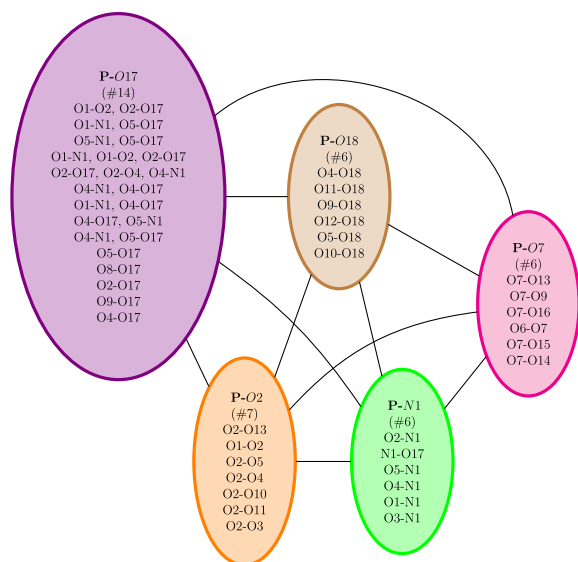 P-O17
(#14)
O1-O2, O2-O17
O1-N1, O5-O17
O5-N1, O5-O17
O1-N1, O1-O2, O2-O17
O2-O17, O2-O4, O4-N1
O4-N1, O4-O17
O1-N1, O4-O17
O4-O17, O5-N1
O4-N1, O5-O17
O5-O17
O8-O17
O2-O17
O9-O17
O4-O17
P-O18
(#6)
O4-O18
O11-O18
O9-O18
O12-O18
O5-O18
O10-O18
P-O7
(#6)
O7-O13
O7-O9
O7-O16
O6-O7
O7-O15
O7-O14
P-O2
(#7)
O2-O13
O1-O2
O2-O5
O2-O4
O2-O10
O2-O11
O2-O3
P-N1
(#6)
O2-N1
N1-O17
O5-N1
O4-N1
O1-N1
O3-N1